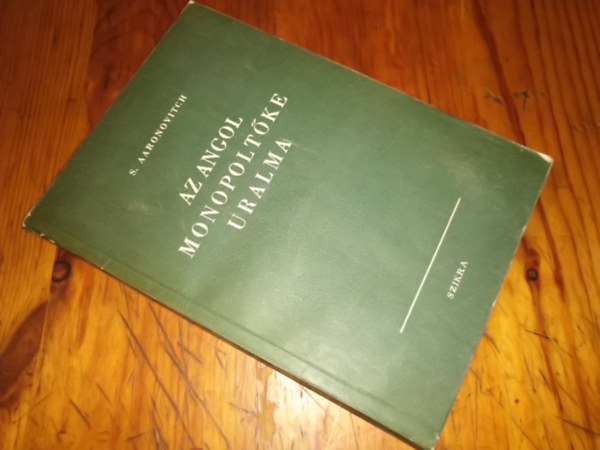 S. AARONOVITCH
AZ ANGOL
MONOPOLTŐKE
URALMA
SZIKRA